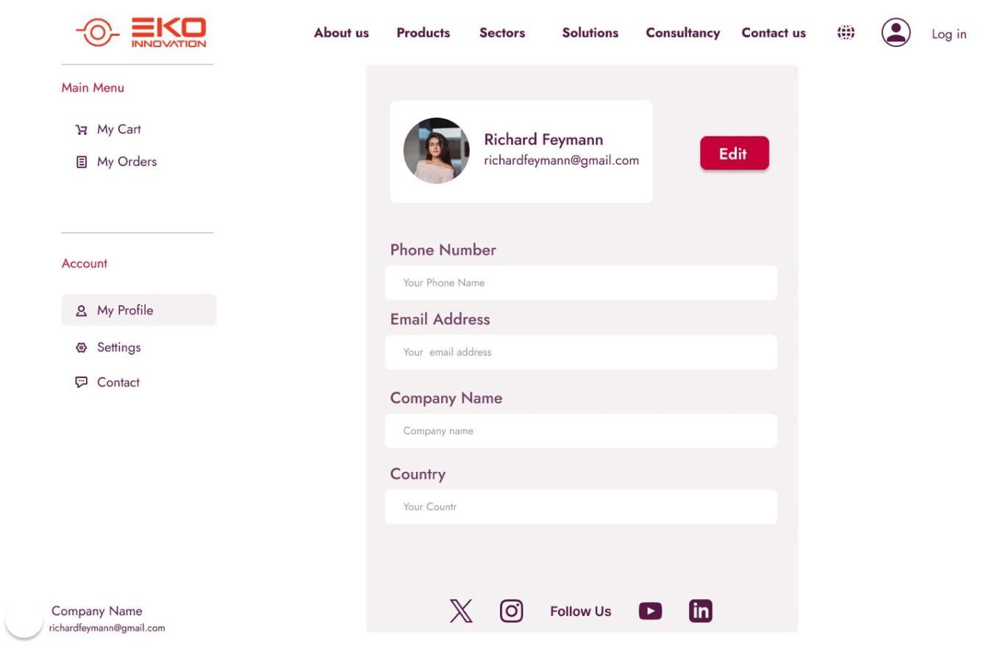 EKO
INNOVATION
About us
Products
Sectors
Solutions
Consultancy
Contact us
Log in
Main Menu
My Cart
My Orders
Account
My Profile
Settings
Contact
Company Name
richardfeymann@gmail.com
Richard Feymann
richardfeymann@gmail.com
Edit
Phone Number
Your Phone Name
Email Address
Your email address
Company Name
Company name
Country
Your Countr
Follow Us